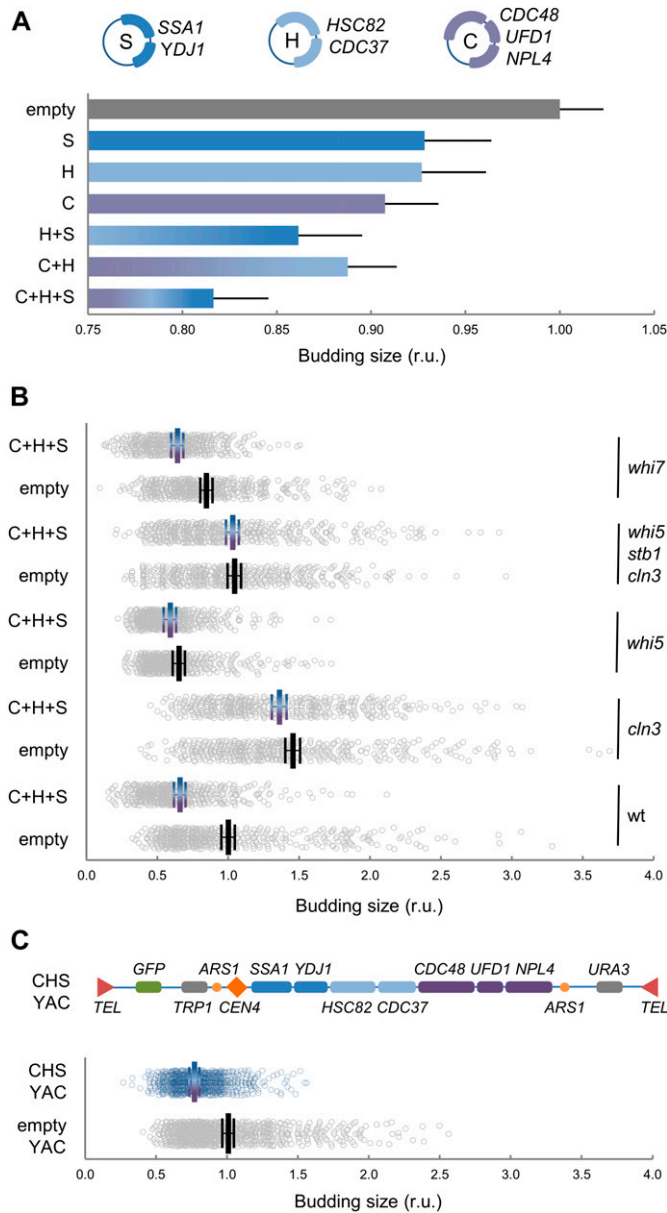 A
S SSA1 YDJ1
H HSC82 CDC37
C CDC48 UFD1 NPL4
empty
S
H
C
H+S
C+H
C+H+S
0.75 0.80 0.85 0.90 0.95 1.00 1.05
Budding size (r.u.)
B
C+H+S
empty
whi7
C+H+S
empty
whi5
stb1
cln3
C+H+S
empty
whi5
C+H+S
empty
cln3
C+H+S
empty
wt
0.0 0.5 1.0 1.5 2.0 2.5 3.0 3.5 4.0
Budding size (r.u.)
C
CHS
YAC
GFP ARS1 SSA1 YDJ1 CDC48 UFD1 NPL4 URA3
TEL TRP1 CEN4 HSC82 CDC37 ARS1 TEL
CHS
YAC
empty
YAC
0.0 0.5 1.0 1.5 2.0 2.5 3.0 3.5 4.0
Budding size (r.u.)